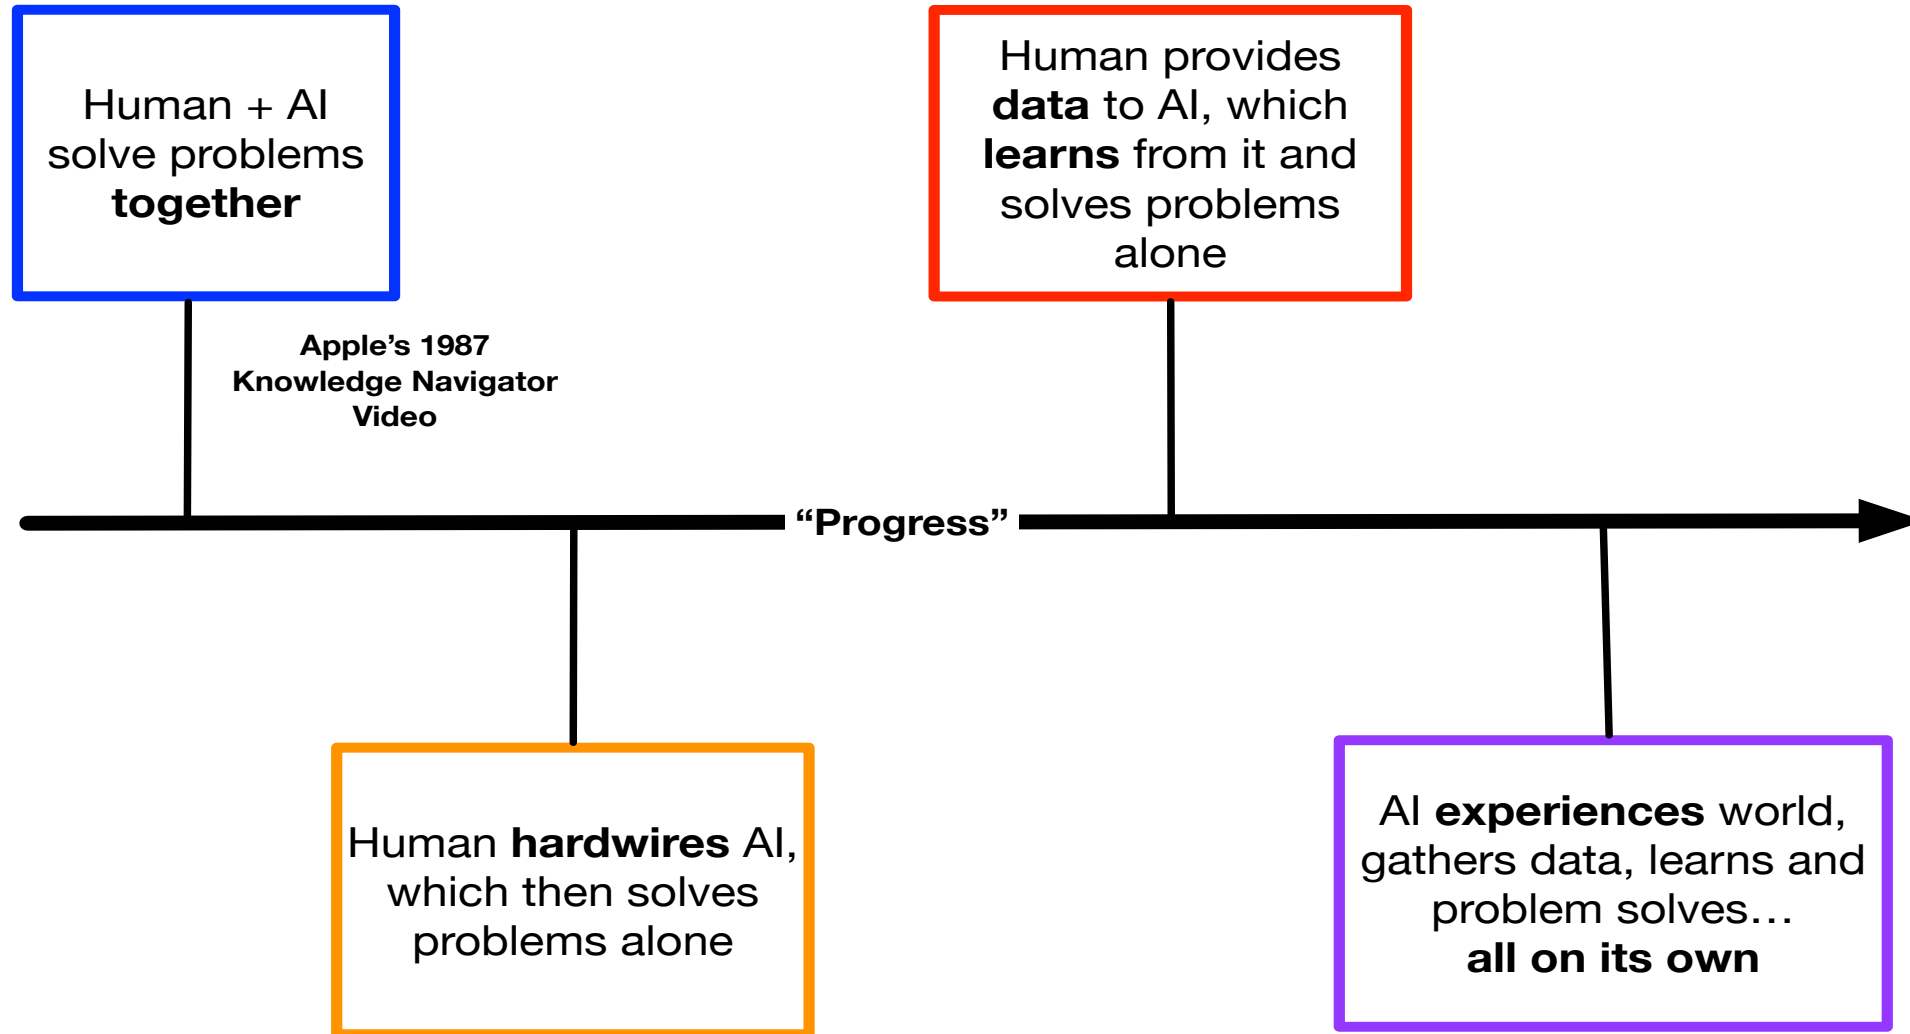 Human + AI
solve problems
together
Human provides
data to AI, which
learns from it and
solves problems
alone
Apple’s 1987
Knowledge Navigator
Video
“Progress”
Human hardwires AI,
which then solves
problems alone
AI experiences world,
gathers data, learns and
problem solves…
all on its own